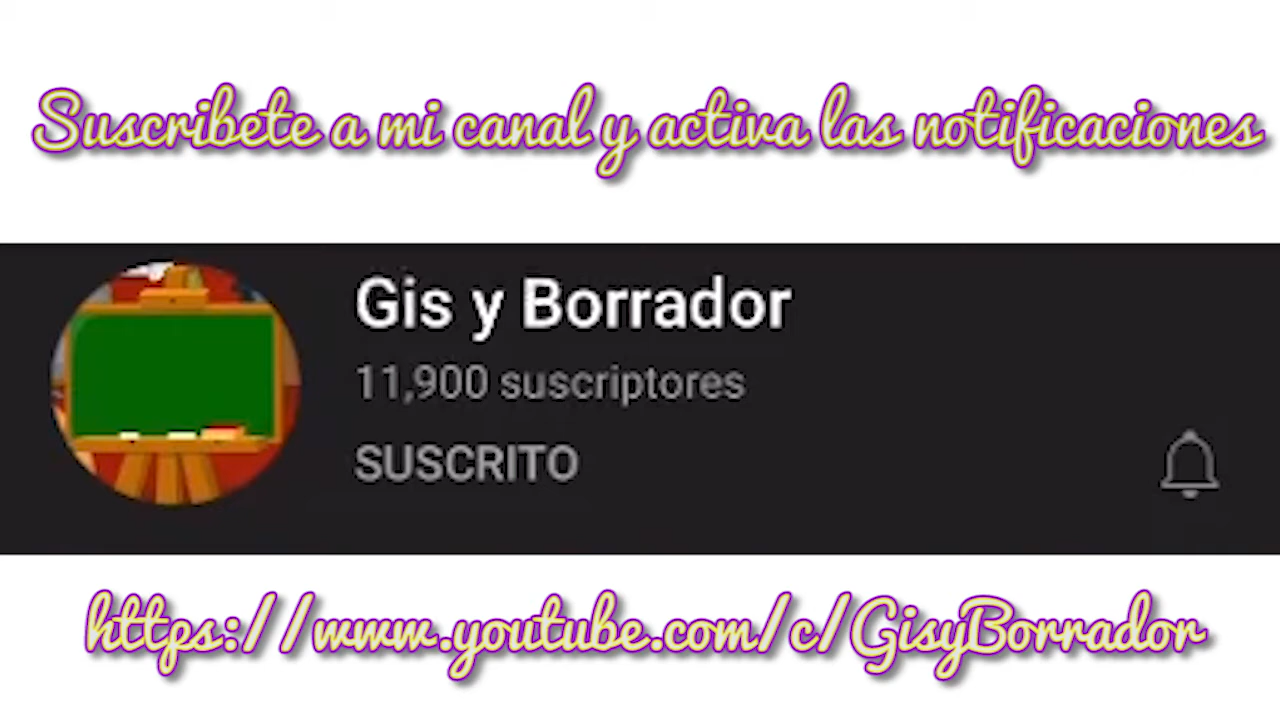 Suscribete a mi canal y activa las notificaciones
Gis y Borrador
11,900 suscriptores
SUSCRITO
https://www.youtube.com/c/GisyBorrador